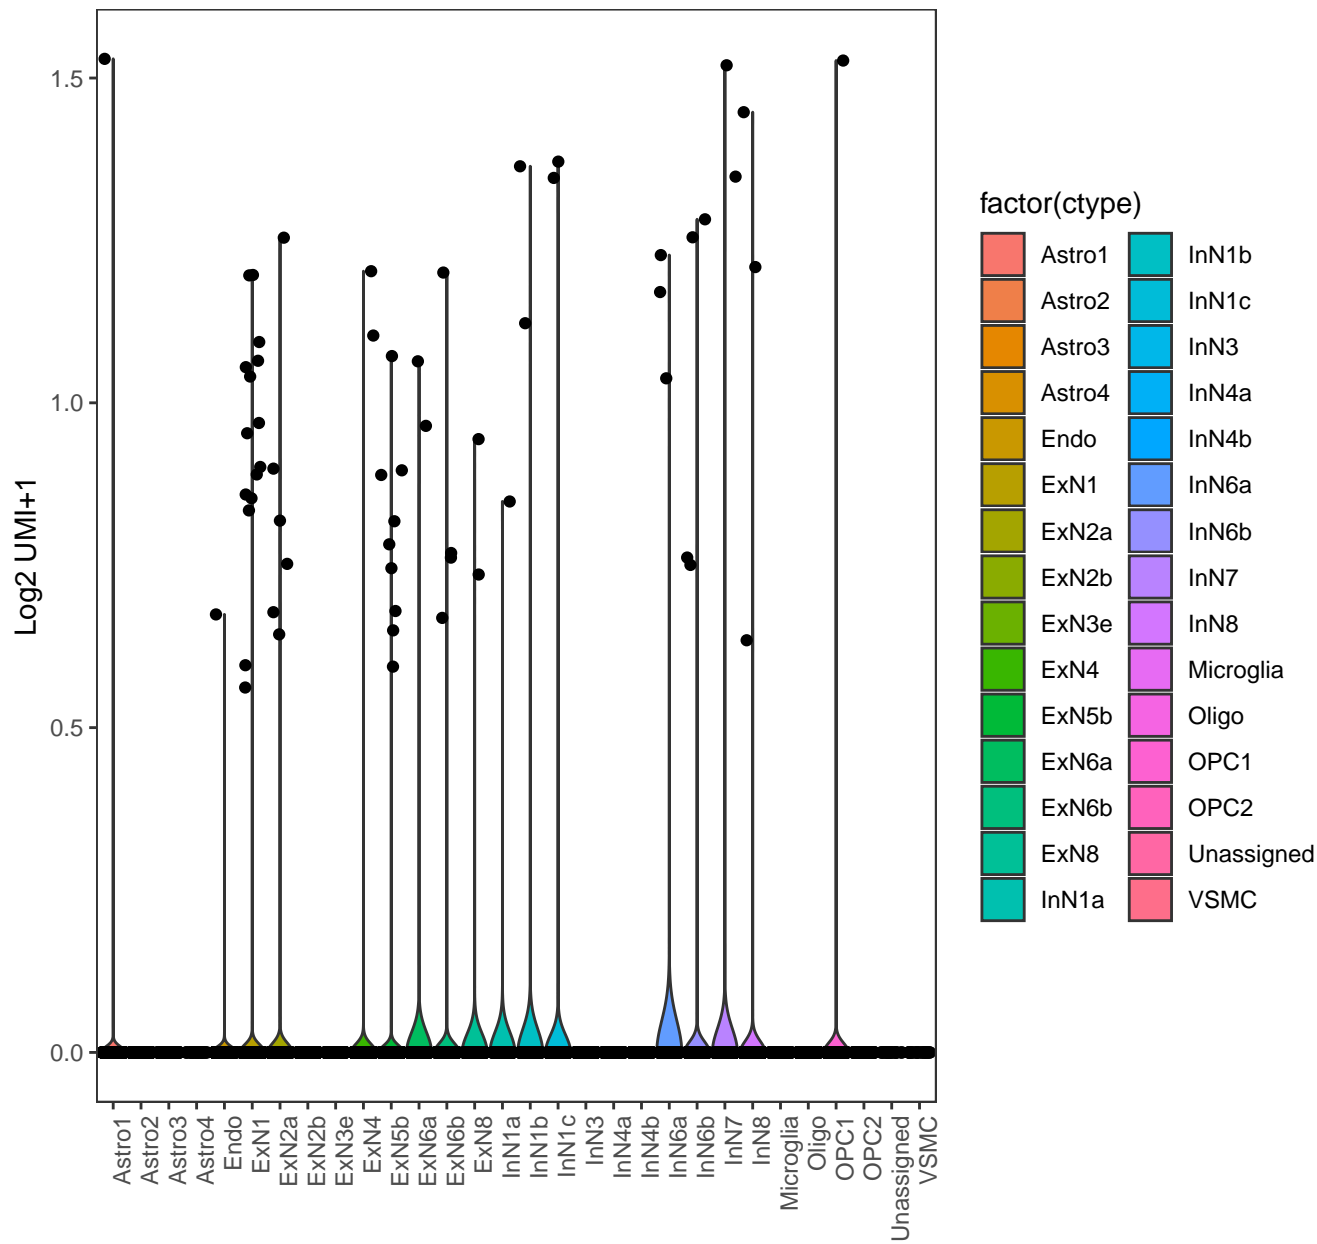 Log2 UMI+1
1.5
1.0
0.5
0.0
Astro1
Astro2
Astro3
Astro4
Endo
ExN1
ExN2a
ExN2b
ExN3e
ExN4
ExN5b
ExN6a
ExN6b
ExN8
InN1a
InN1b
InN1c
InN3
InN4a
InN4b
InN6a
InN6b
InN7
InN8
Microglia
Oligo
OPC1
OPC2
Unassigned
VSMC
factor(ctype)
Astro1
Astro2
Astro3
Astro4
Endo
ExN1
ExN2a
ExN2b
ExN3e
ExN4
ExN5b
ExN6a
ExN6b
ExN8
InN1a
InN1b
InN1c
InN3
InN4a
InN4b
InN6a
InN6b
InN7
InN8
Microglia
Oligo
OPC1
OPC2
Unassigned
VSMC